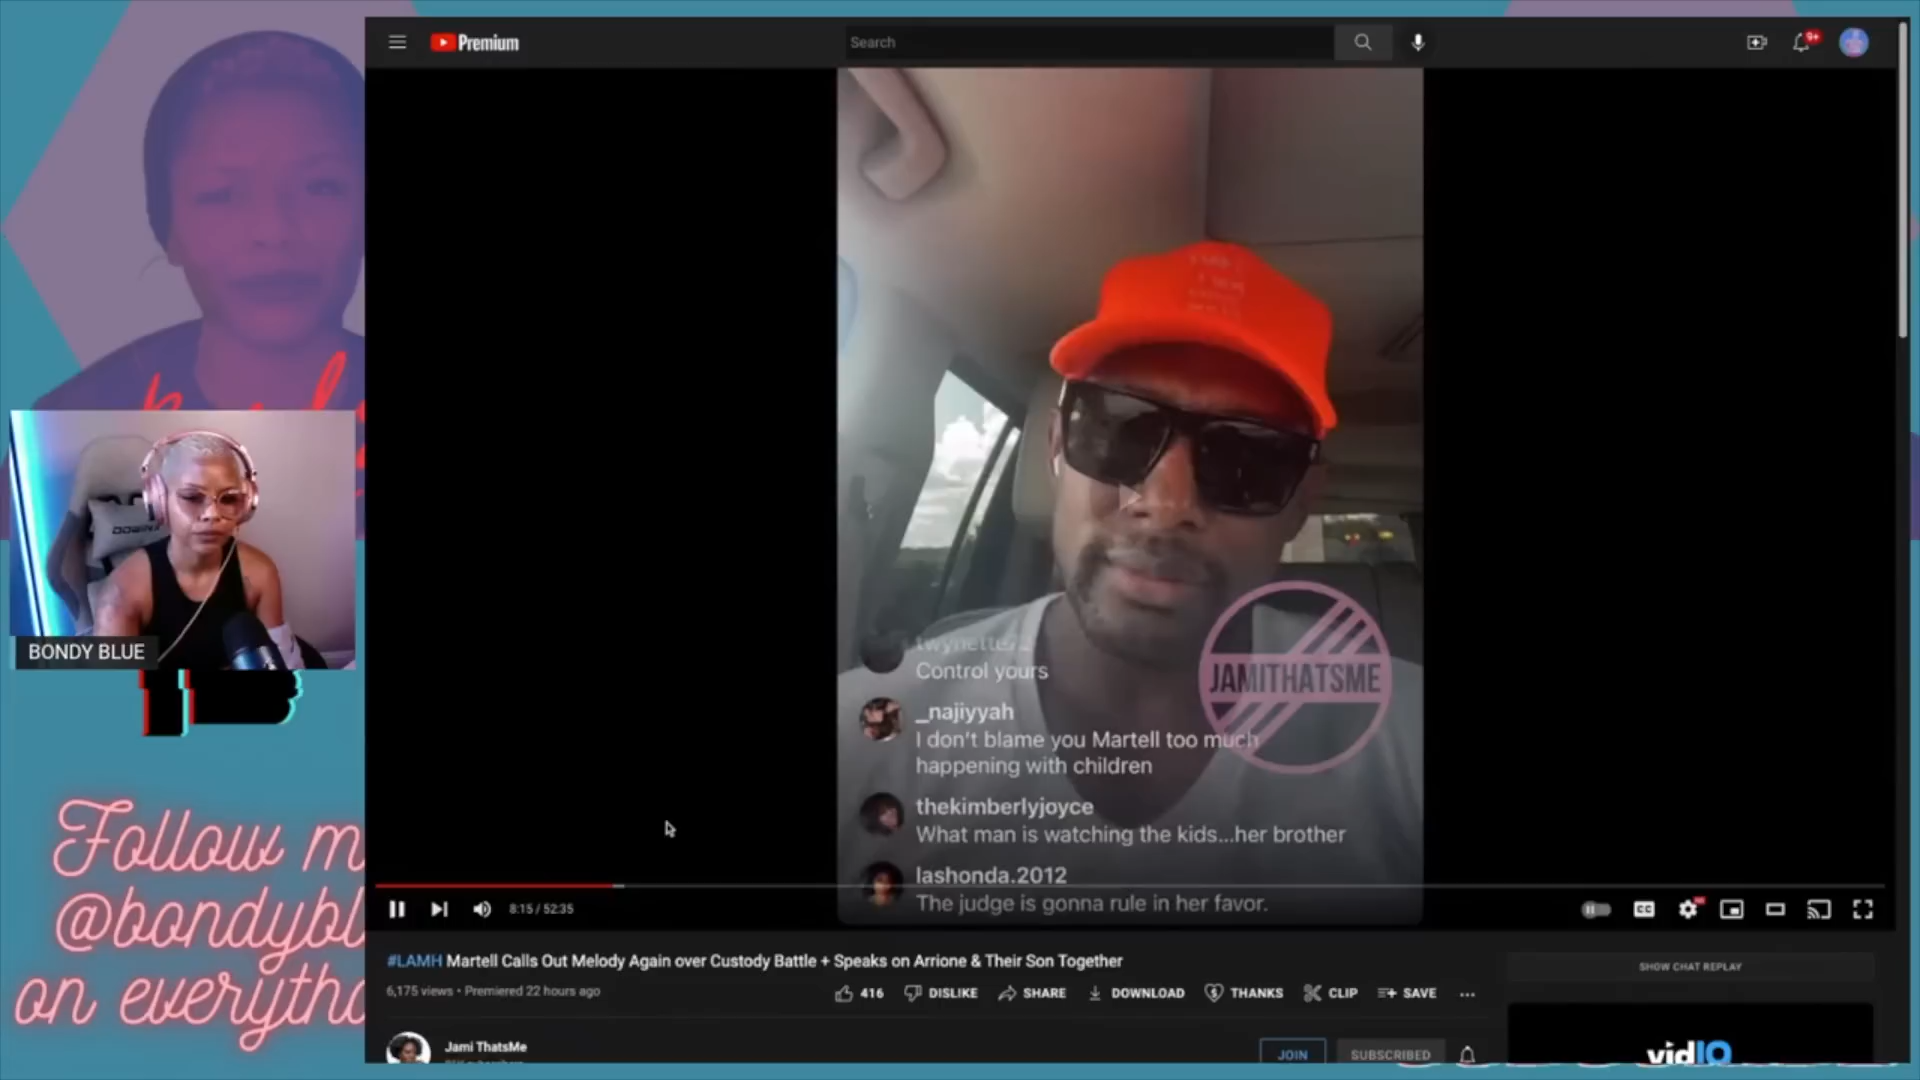 Premium
Search
9+
twynette72
Control yours
_najiyyah
I don't blame you Martell too much
happening with children
thekimberlyjoyce
What man is watching the kids...her brother
lashonda.2012
The judge is gonna rule in her favor.
JAMITHATSME
BONDY BLUE
8:15 / 52:35
CC
#LAMH Martell Calls Out Melody Again over Custody Battle + Speaks on Arrione & Their Son Together
6,175 views • Premiered 22 hours ago
416
DISLIKE
SHARE
DOWNLOAD
THANKS
CLIP
SAVE
SHOW CHAT REPLAY
Jami ThatsMe
JOIN
SUBSCRIBED
vidIQ
Follow m
@bondybl
on everythi